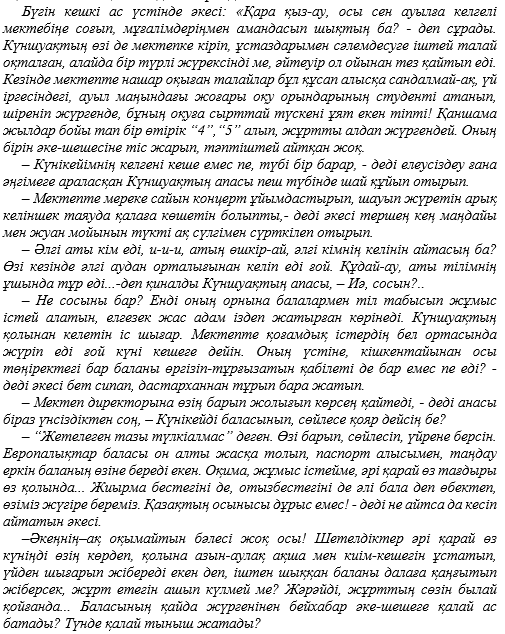 Бүгін кешкі ас үстінде әкесі: «Қара қыз-ау, осы сен ауылға келгелі
мектебіңе соғып, мұғалімдеріңмен амандасып шықтың ба? - деп сұрады.
Күншуақтың өзі де мектепке кіріп, ұстаздарымен сәлемдесуге іштей талай
оқталған, алайда бір түрлі жүрексінді ме, әйтеуір ол ойынан тез қайтып еді.
Кезінде мектепте нашар оқыған талайлар бұл құсап алысқа сандалмай-ақ, үй
іргесіндегі, ауыл маңындағы жоғары оқу орындарының студенті атанып,
шіреніп жүргенде, бұның оқуға сырттай түскені ұят екен тіпті! Қаншама
жылдар бойы тап бір өтірік “4”,“5” алып, жұртты алдап жүргендей. Оның
бірін әке-шешесіне тіс жарып, тәптіштей айтқан жоқ.
– Күнікейімнің келгені кеше емес пе, түбі бір барар, - деді елеусіздеу ғана
әңгімеге араласқан Күншуақтың апасы пеш түбінде шай құйып отырып.
– Мектепте мереке сайын концерт ұйымдастырып, шауып жүретін арық
келіншек таяуда қалаға көшетін болыпты,- деді әкесі тершең кең маңдайы
мен жуан мойынын түкті ақ сүлгімен сүрткілеп отырып.
– Әлгі аты кім еді, и-и-и, атың өшкір-ай, әлгі кімнің келінін айтасың ба?
Өзі кезінде әлгі аудан орталығынан келіп еді ғой. Құдай-ау, аты тілімнің
ұшында тұр еді...-деп қиналды Күншуақтың апасы, – Иә, сосын?..
– Не сосыны бар? Енді оның орнына балалармен тіл табысып жұмыс
істей алатын, елгезек жас адам іздеп жатырған көрінеді. Күншуақтың
қолынан келетін іс шығар. Мектепте қоғамдық істердің бел ортасында
жүріп еді ғой күні кешеге дейін. Оның үстіне, кішкентайынан осы
төңіректегі бар баланы өргізіп-тұрғызатын қабілеті де бар емес пе еді? -
деді әкесі бет сипап, дастарханнан тұрып бара жатып.
– Мектеп директорына өзің барып жолығып көрсең қайтеді, - деді анасы
біраз үнсіздіктен соң, – Күнікейді баласынып, сөйлесе қояр дейсің бе?
– “Жетелеген тазы түлкіалмас” деген. Өзі барып, сөйлесіп, үйрене берсін.
Европалықтар баласы он алты жасқа толып, паспорт алысымен, таңдау
еркін баланың өзіне береді екен. Оқима, жұмыс істейме, әрі қарай өз тағдыры
өз қолында... Жиырма бестегіні де, отызбестегіні де әлі бала деп өбектеп,
өзіміз жүгіре береміз. Қазақтың осынысы дұрыс емес! - деді не айтса да кесіп
айтатын әкесі.
–Әкеңнің–ақ оқымайтын бәлесі жоқ осы! Шетелдіктер әрі қарай өз
күніңді өзің көрдеп, қолына азын-аулақ ақша мен киім-кешегін ұстатып,
үйден шығарып жібереді екен деп, іштен шыққан баланы далаға қаңғытып
жіберсек, жұрт етегін ашып күлмей ме? Жәрәйді, жұрттың сөзін былай
қойғанда... Баласының қайда жүргенінен бейхабар әке-шешеге қалай ас
батады? Түнде қалай тыныш жатады?